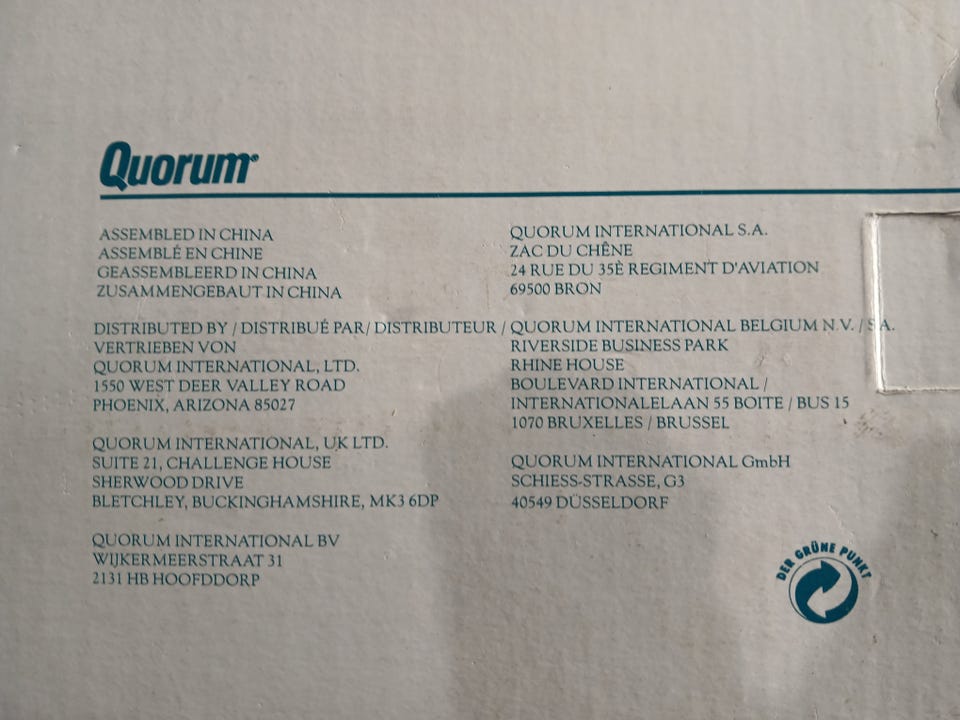 Quorum®
ASSEMBLED IN CHINA
ASSEMBLÉ EN CHINE
GEASSEMBLEERD IN CHINA
ZUSAMMENGEBAUT IN CHINA
DISTRIBUTED BY / DISTRIBUÉ PAR/ DISTRIBUTEUR /
VERTRIEBEN VON
QUORUM INTERNATIONAL, LTD.
1550 WEST DEER VALLEY ROAD
PHOENIX, ARIZONA 85027
QUORUM INTERNATIONAL, UK LTD.
SUITE 21, CHALLENGE HOUSE
SHERWOOD DRIVE
BLETCHLEY, BUCKINGHAMSHIRE, MK3 6DP
QUORUM INTERNATIONAL BV
WIJKERMEERSTRAAT 31
2131 HB HOOFDDORP
QUORUM INTERNATIONAL S.A.
ZAC DU CHÊNE
24 RUE DU 35È REGIMENT D'AVIATION
69500 BRON
QUORUM INTERNATIONAL BELGIUM N.V. / S.A.
RIVERSIDE BUSINESS PARK
RHINE HOUSE
BOULEVARD INTERNATIONAL /
INTERNATIONALELAAN 55 BOITE / BUS 15
1070 BRUXELLES / BRUSSEL
QUORUM INTERNATIONAL GmbH
SCHIESS-STRASSE, G3
40549 DÜSSELDORF
DER GRÜNE PUNKT